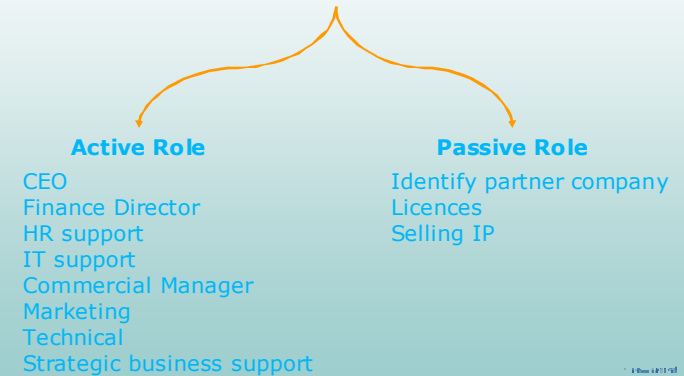 Active Role
CEO
Finance Director
HR support
IT support
Commercial Manager
Marketing
Technical
Strategic business support
Passive Role
Identify partner company
Licences
Selling IP